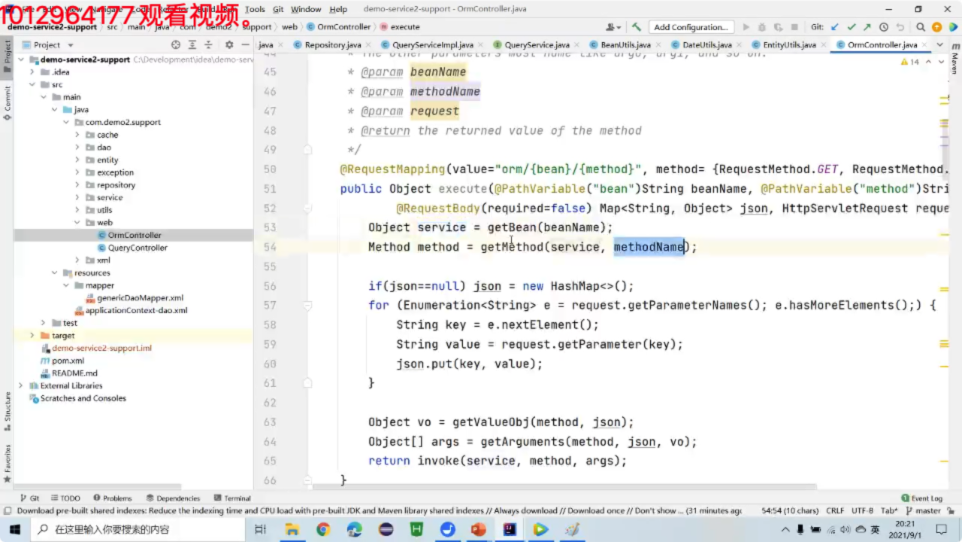 1012964177观看视频。
Git Window Help
demo-service2-support - OrmController.java
demo-service2-support src main java com demo2 support web OrmController execute
Add Configuration...
Git:
Project
java
Repository.java
QueryServiceImpl.java
QueryService.java
BeanUtils.java
DateUtils.java
EntityUtils.java
OrmController.java
Project
Commit
Structure
Favorites
Maven
demo-service2-support C:\Development\idea\demo-serv
.idea
src
main
java
com.demo2.support
cache
dao
entity
exception
repository
service
utils
web
OrmController
QueryController
xml
resources
mapper
genericDaoMapper.xml
applicationContext-dao.xml
test
target
demo-service2-support.iml
pom.xml
README.md
External Libraries
Scratches and Consoles
14
45 * @param beanName
46 * @param methodName
47 * @param request
48 * @return the returned value of the method
49 */
50 @RequestMapping(value="orm/{bean}/{method}", method= {RequestMethod.GET, RequestMethod.
51 public Object execute(@PathVariable("bean")String beanName, @PathVariable("method")Stri
52 @RequestBody(required=false) Map<String, Object> json, HttpServletRequest reque
53 Object service = getBean(beanName);
54 Method method = getMethod(service, methodName);
55
56 if(json==null) json = new HashMap<>();
57 for (Enumeration<String> e = request.getParameterNames(); e.hasMoreElements();) {
58 String key = e.nextElement();
59 String value = request.getParameter(key);
60 json.put(key, value);
61 }
62
63 Object vo = getValueObj(method, json);
64 Object[] args = getArguments(method, json, vo);
65 return invoke(service, method, args);
66 }
Git TODO Problems Dependencies Terminal Event Log
Download pre-built shared indexes: Reduce the indexing time and CPU load with pre-built JDK and Maven library shared indexes // Always download // Download once // Don't show ... (31 minutes ago) 54:54 (10 chars) CRLF UTF-8 Tab* master
在这里输入你要搜索的内容
英
20:21
2021/9/1